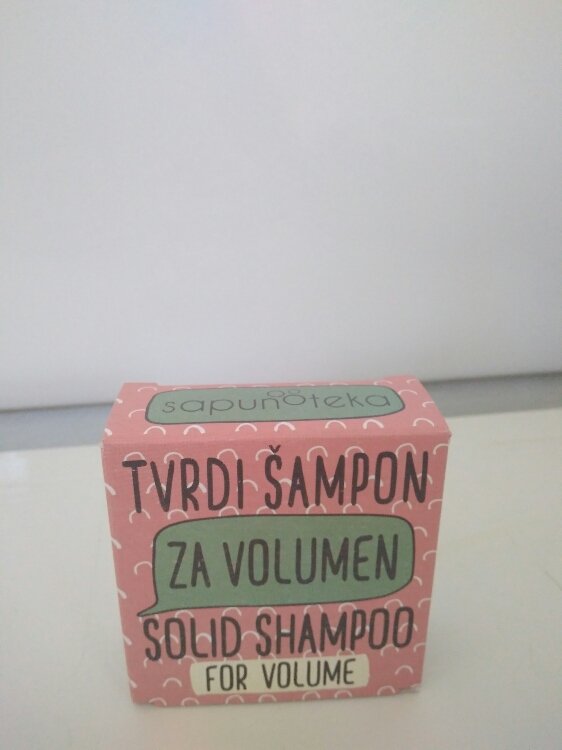 sapunoteka
TVRDI ŠAMPON
ZA VOLUMEN
SOLID SHAMPOO
FOR VOLUME